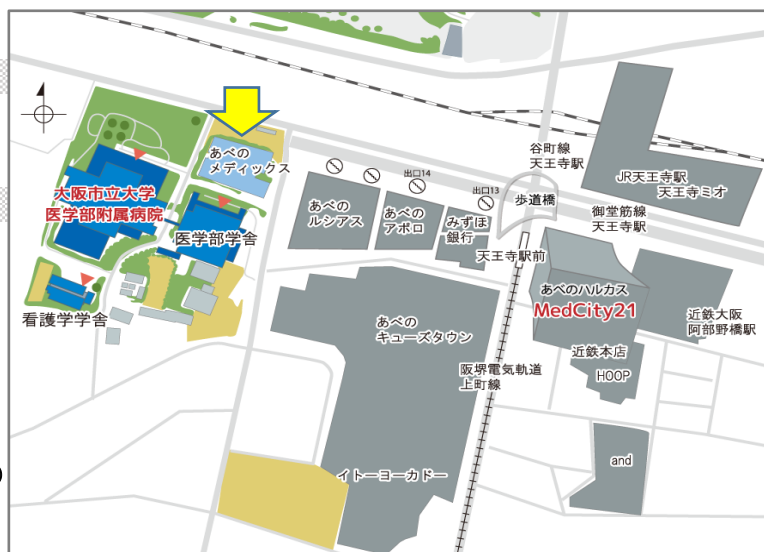 あべの
メディックス
大阪市立大学
医学部附属病院
医学部学舎
看護学学舎
あべの
ルシアス
出口14
あべの
アポロ
出口13
みずほ
銀行
谷町線
天王寺駅
歩道橋
JR天王寺駅
天王寺ミオ
御堂筋線
天王寺駅
天王寺駅前
あべのハルカス
MedCity21
近鉄大阪
阿部野橋駅
近鉄本店
HOOP
あべの
キューズタウン
阪堺電気軌道
上町線
イトーヨーカドー
and
)